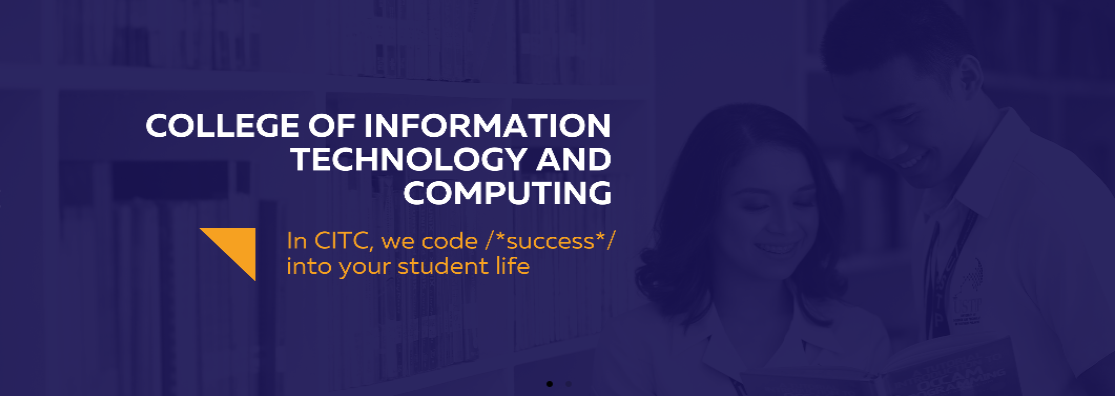 COLLEGE OF INFORMATION
TECHNOLOGY AND
COMPUTING
In CITC, we code /*success*/
into your student life